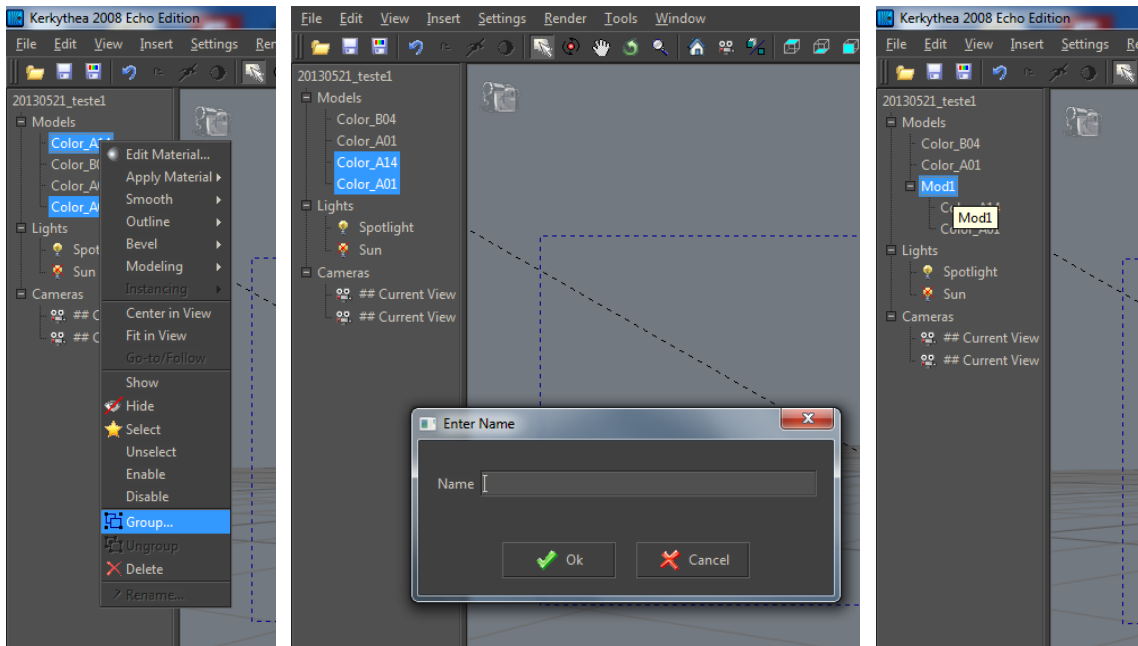 Kerkythea 2008 Echo Edition
File Edit View Insert Settings
20130521_teste1
Models
Color_A14
Color_A01
Lights
Sun
Cameras
Edit Material...
Apply Material
Smooth
Outline
Bevel
Modeling
Instancing
Center in View
Fit in View
Go-to/Follow
Show
Hide
Select
Unselect
Enable
Disable
Group...
Ungroup
Delete
Rename...
File Edit View Insert Settings Render Tools Window
20130521_teste1
Models
Color_B04
Color_A01
Color_A14
Color_A01
Lights
Spotlight
Sun
Cameras
## Current View
## Current View
Enter Name
Name
Ok Cancel
Kerkythea 2008 Echo Edition
File Edit View Insert Settings
20130521_teste1
Models
Color_B04
Color_A01
Mod1
Mod1
Color_A01
Lights
Spotlight
Sun
Cameras
## Current View
## Current View